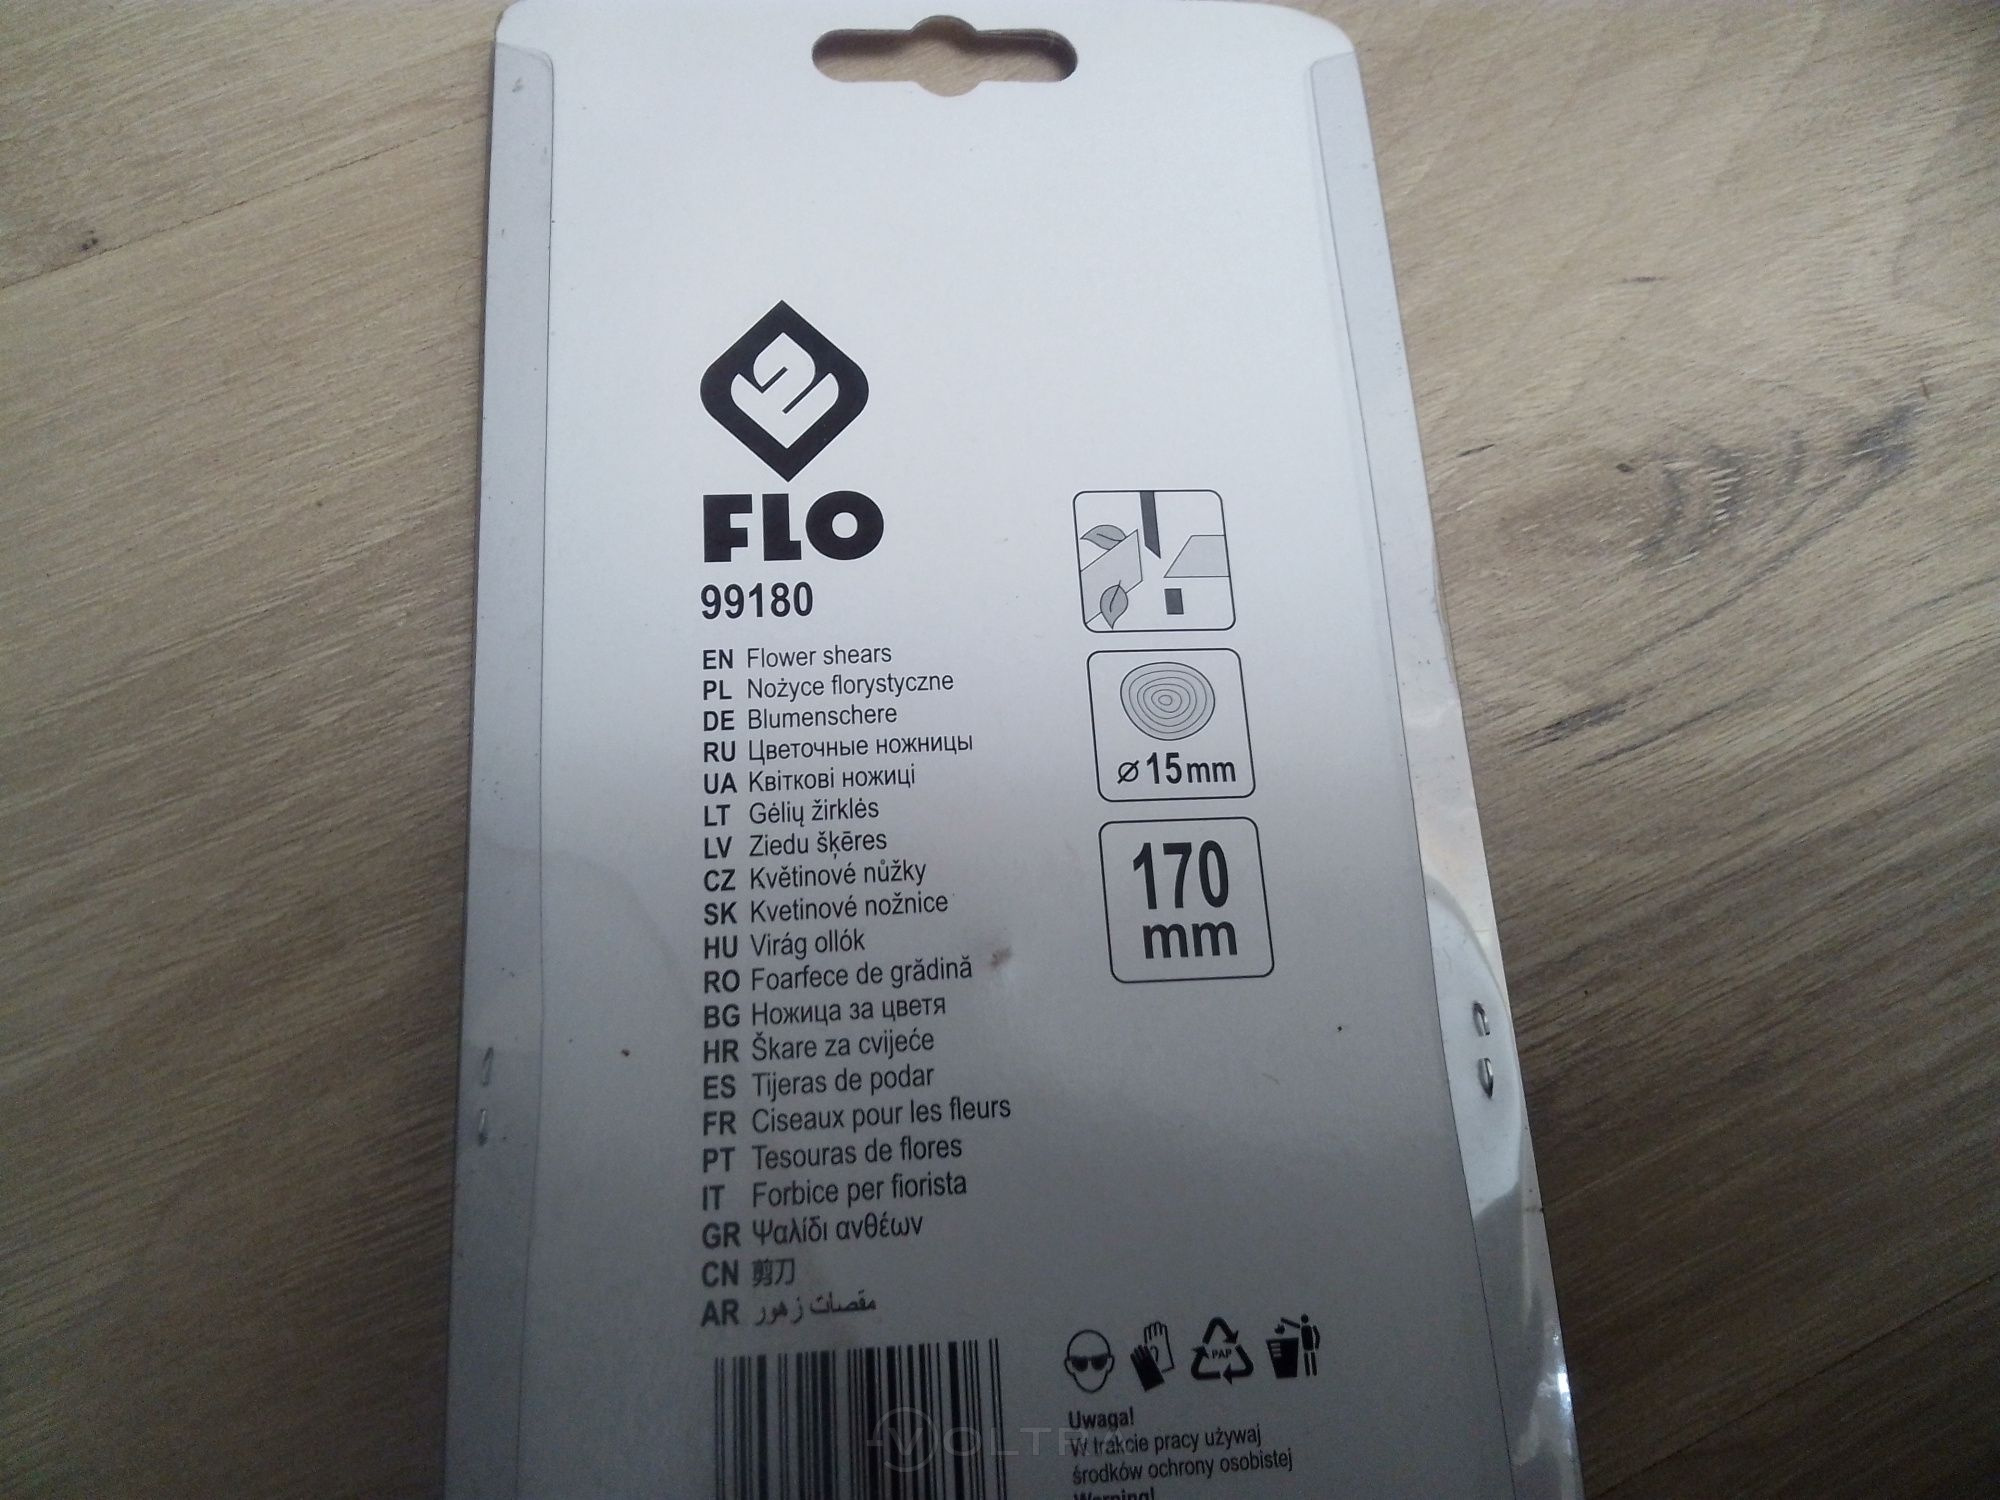 FLO
99180
EN Flower shears
PL Nożyce florystyczne
DE Blumenschere
RU Цветочные ножницы
UA Квіткові ножиці
LT Gėlių žirklės
LV Ziedu šķēres
CZ Květinové nůžky
SK Kvetinové nožnice
HU Virág ollók
RO Foarfece de grădină
BG Ножица за цветя
HR Škare za cvijeće
ES Tijeras de podar
FR Ciseaux pour les fleurs
PT Tesouras de flores
IT Forbice per fiorista
GR Ψαλίδι ανθέων
CN 剪刀
AR مقصات زهور
⌀ 15mm
170
mm
PAP
Uwaga!
W trakcie pracy używaj
środków ochrony osobistej
Warning!
VOLTRA